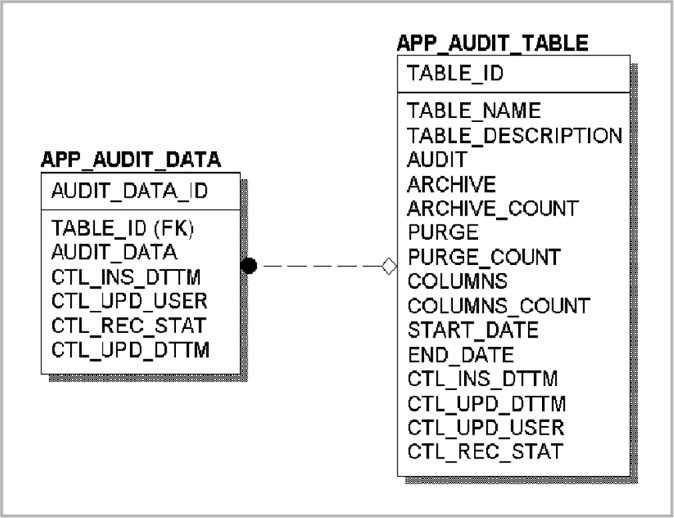 APP_AUDIT_DATA
AUDIT_DATA_ID
TABLE_ID (FK)
AUDIT_DATA
CTL_INS_DTTM
CTL_UPD_USER
CTL_REC_STAT
CTL_UPD_DTTM
APP_AUDIT_TABLE
TABLE_ID
TABLE_NAME
TABLE_DESCRIPTION
AUDIT
ARCHIVE
ARCHIVE_COUNT
PURGE
PURGE_COUNT
COLUMNS
COLUMNS_COUNT
START_DATE
END_DATE
CTL_INS_DTTM
CTL_UPD_DTTM
CTL_UPD_USER
CTL_REC_STAT